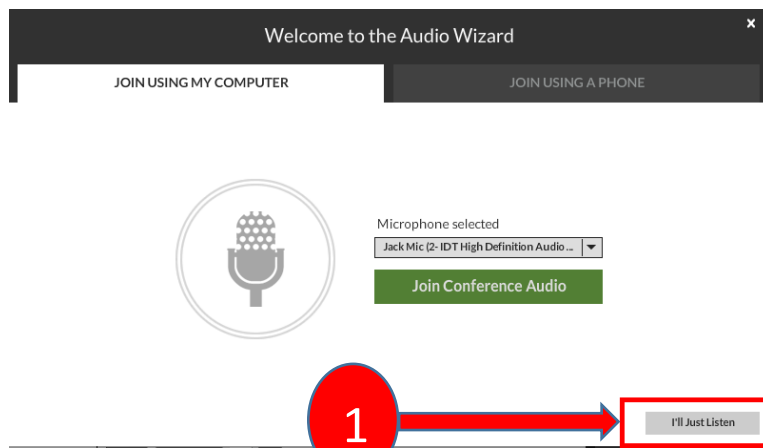 Welcome to the Audio Wizard
x
JOIN USING MY COMPUTER
JOIN USING A PHONE
Microphone selected
Jack Mic (2- IDT High Definition Audio ...
Join Conference Audio
1
I'll Just Listen